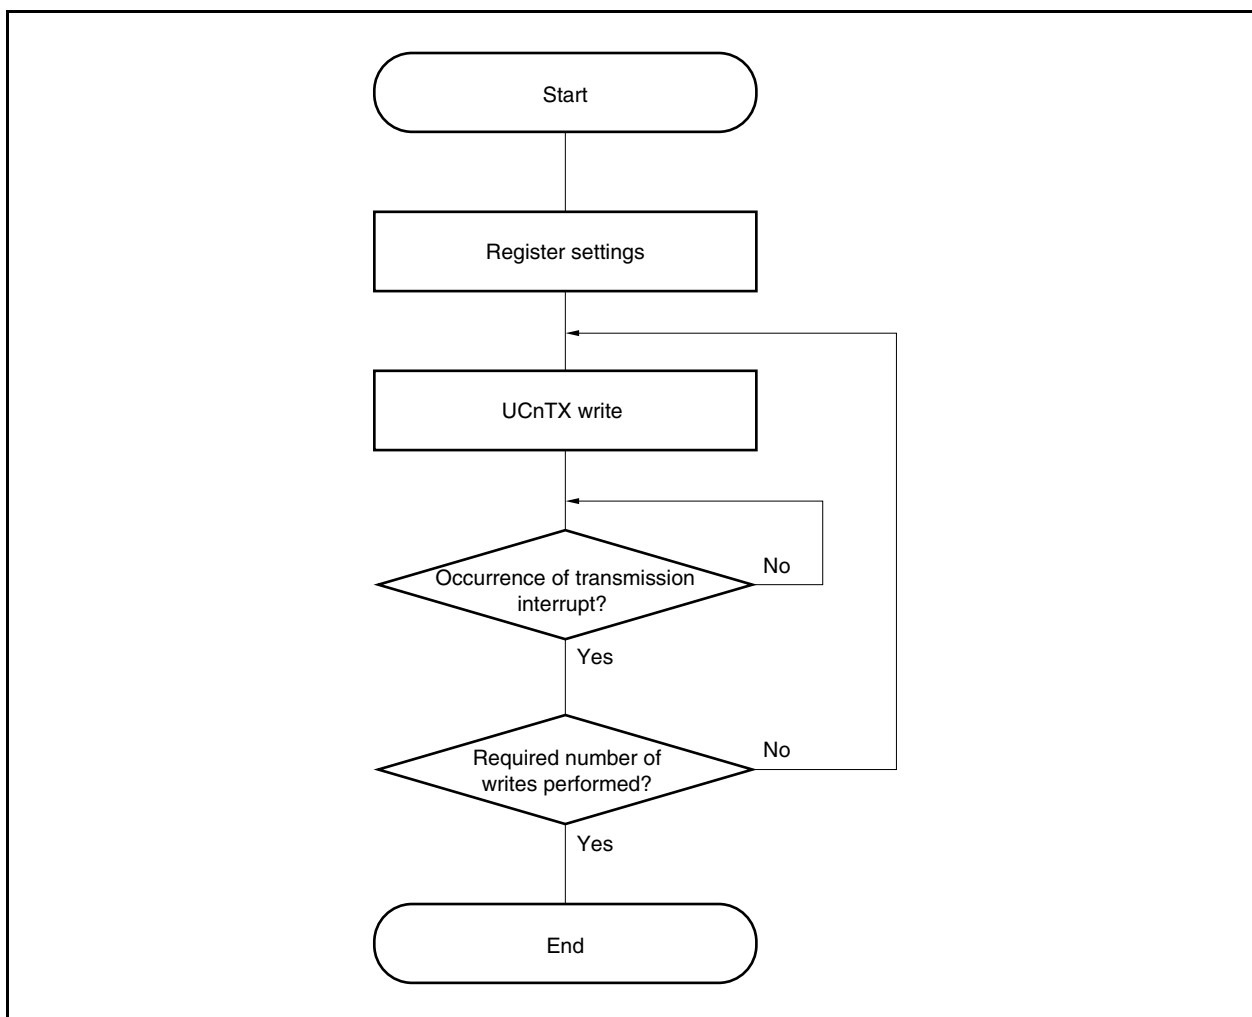 Start
Register settings
UCnTX write
Occurrence of transmission
interrupt?
No
Yes
Required number of
writes performed?
No
Yes
End